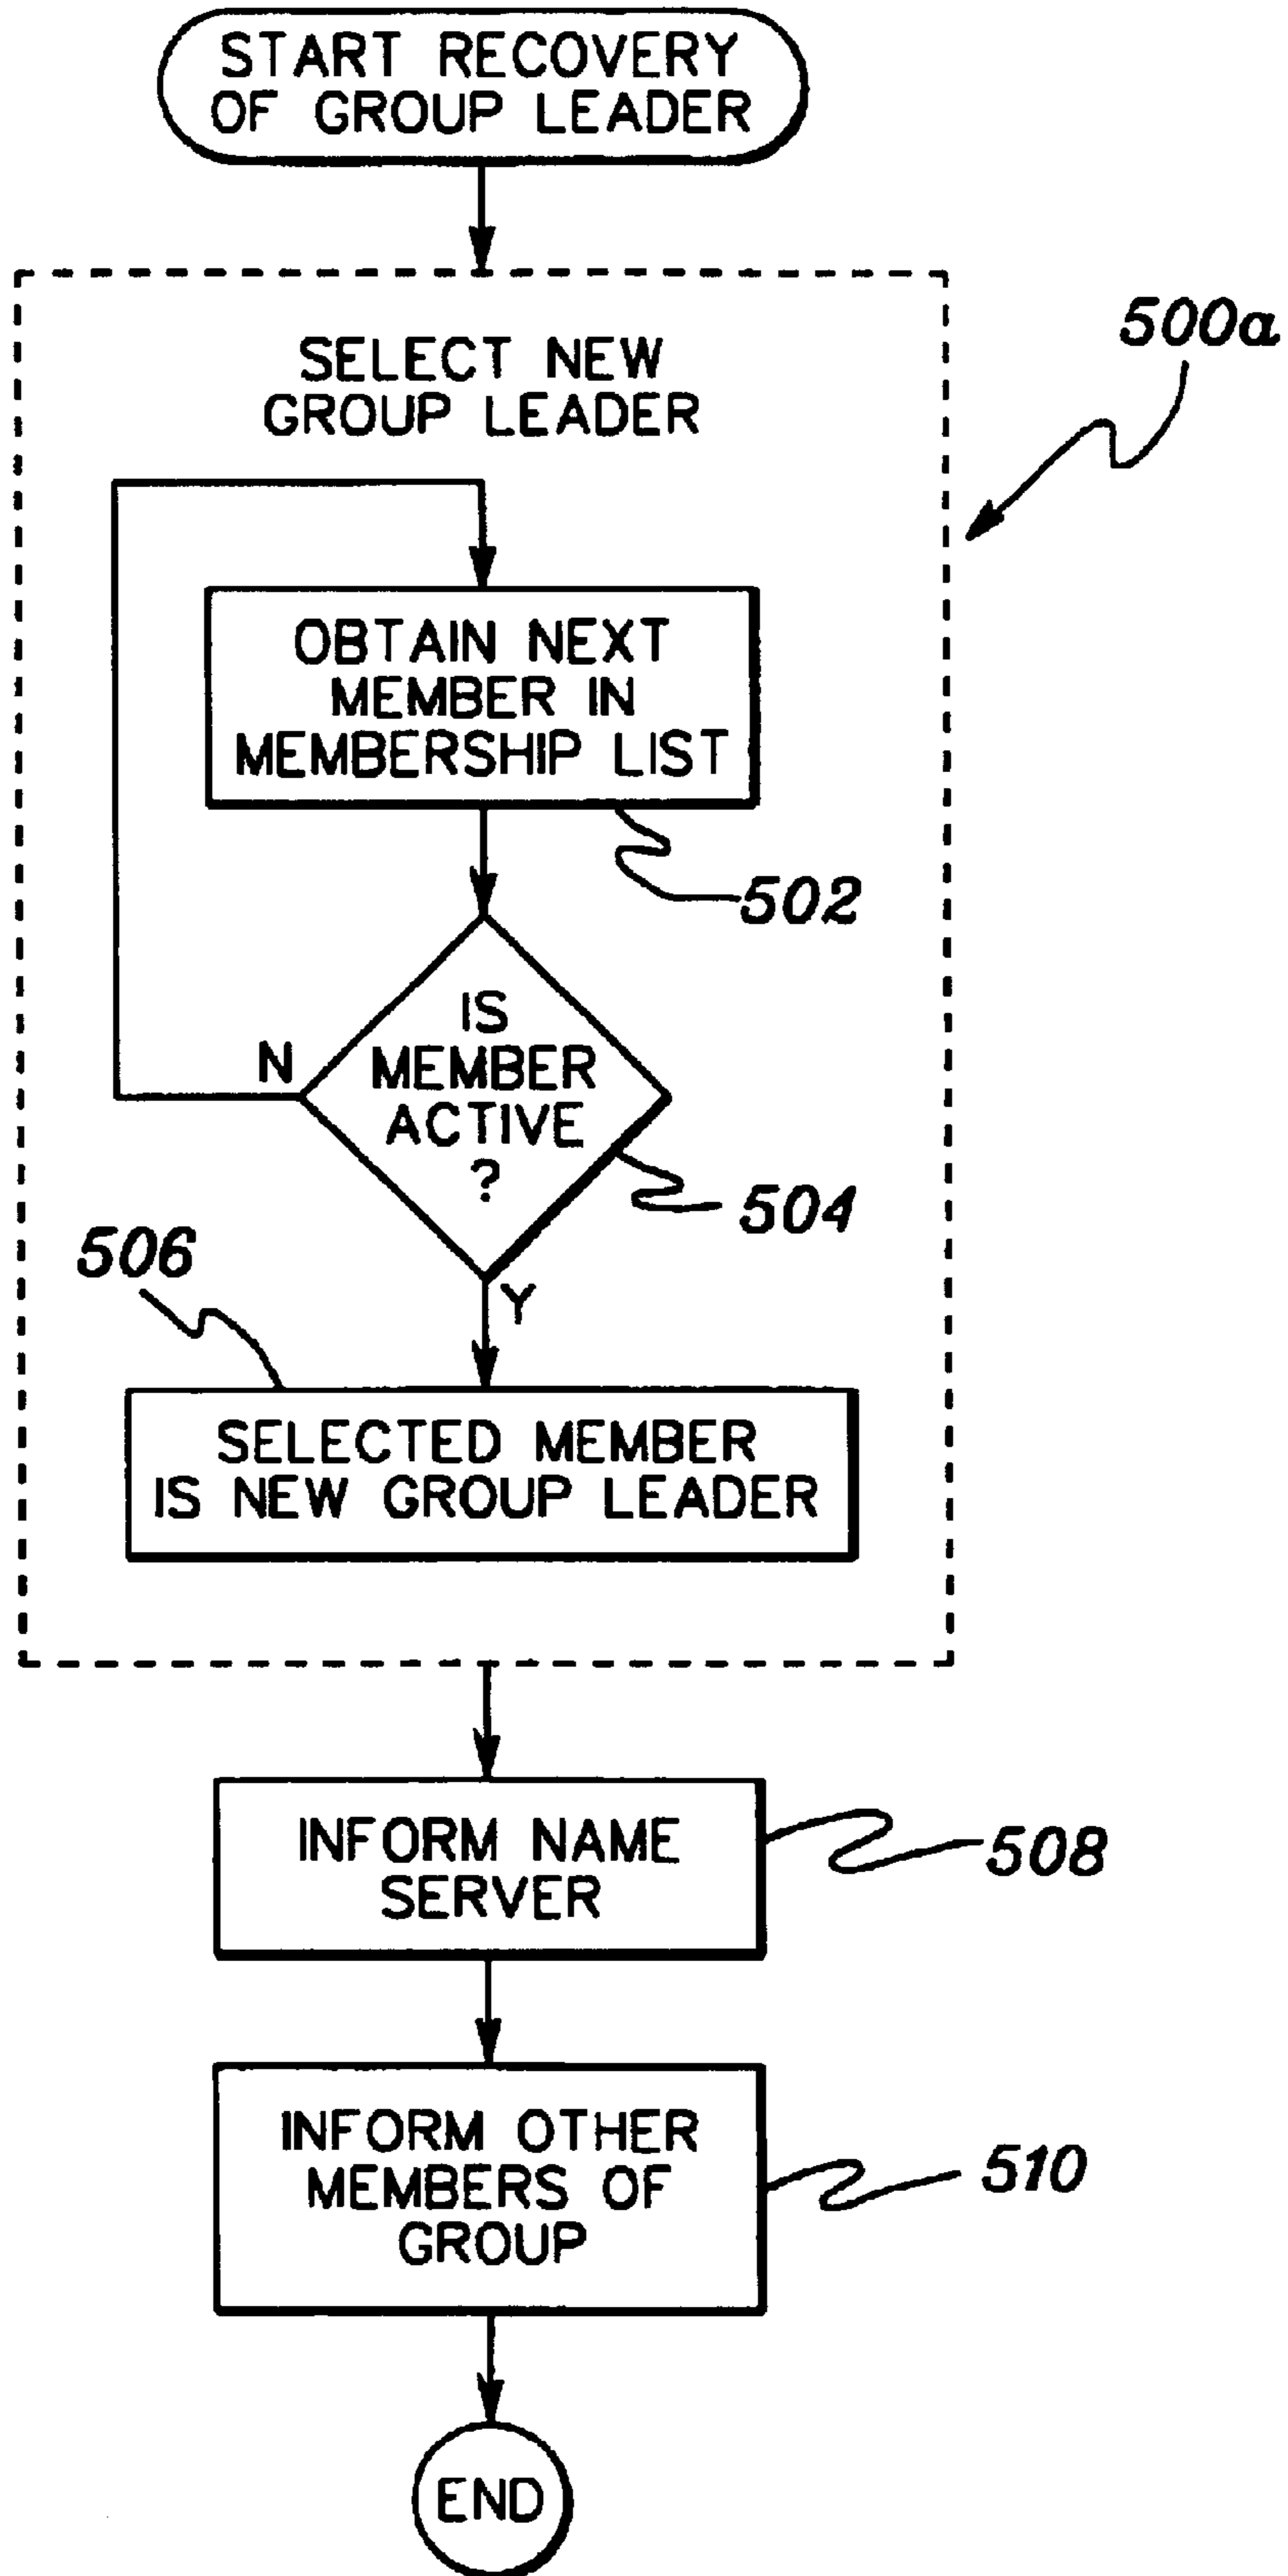 START RECOVERY
OF GROUP LEADER
SELECT NEW
GROUP LEADER
500a
OBTAIN NEXT
MEMBER IN
MEMBERSHIP LIST
502
IS
MEMBER
ACTIVE
?
N
504
Y
506
SELECTED MEMBER
IS NEW GROUP LEADER
INFORM NAME
SERVER
508
INFORM OTHER
MEMBERS OF
GROUP
510
END